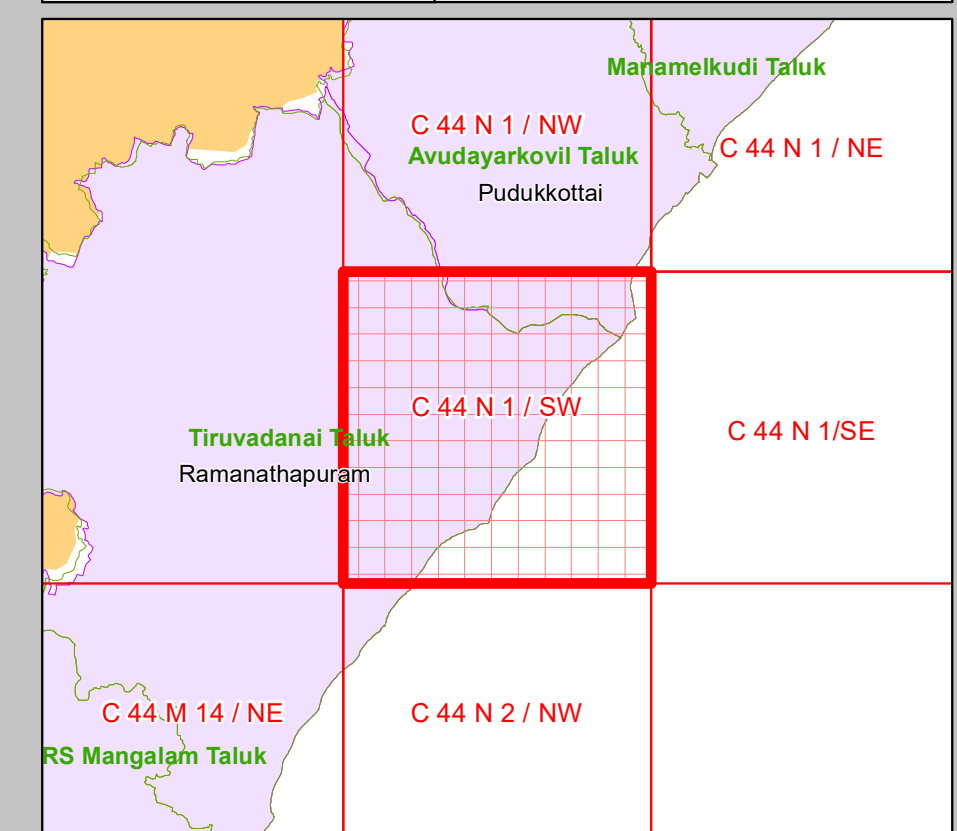 Manamelkudi Taluk
C 44 N 1 / NW
C 44 N 1 / NE
Avudayarkovil Taluk
Pudukkottai
C 44 N 1 / SW
C 44 N 1/SE
Tiruvadanai Taluk
Ramanathapuram
C 44 M 14 / NE
C 44 N 2 / NW
RS Mangalam Taluk